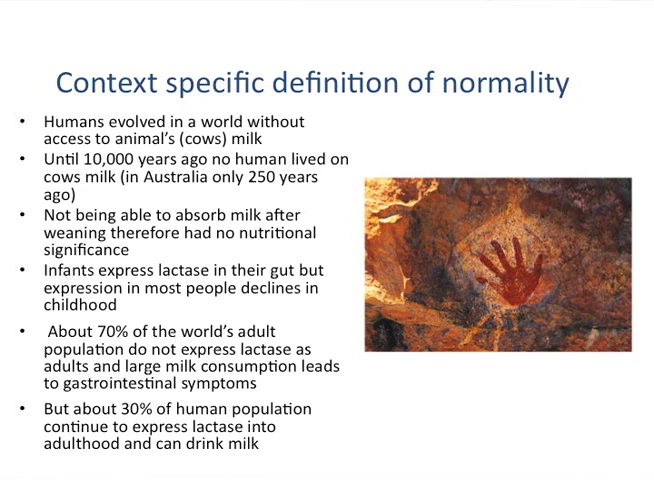 Context specific definition of normality
• Humans evolved in a world without
access to animal's (cows) milk
• Until 10,000 years ago no human lived on
cows milk (in Australia only 250 years
ago)
• Not being able to absorb milk after
weaning therefore had no nutritional
significance
• Infants express lactase in their gut but
expression in most people declines in
childhood
• About 70% of the world's adult
population do not express lactase as
adults and large milk consumption leads
to gastrointestinal symptoms
• But about 30% of human population
continue to express lactase into
adulthood and can drink milk